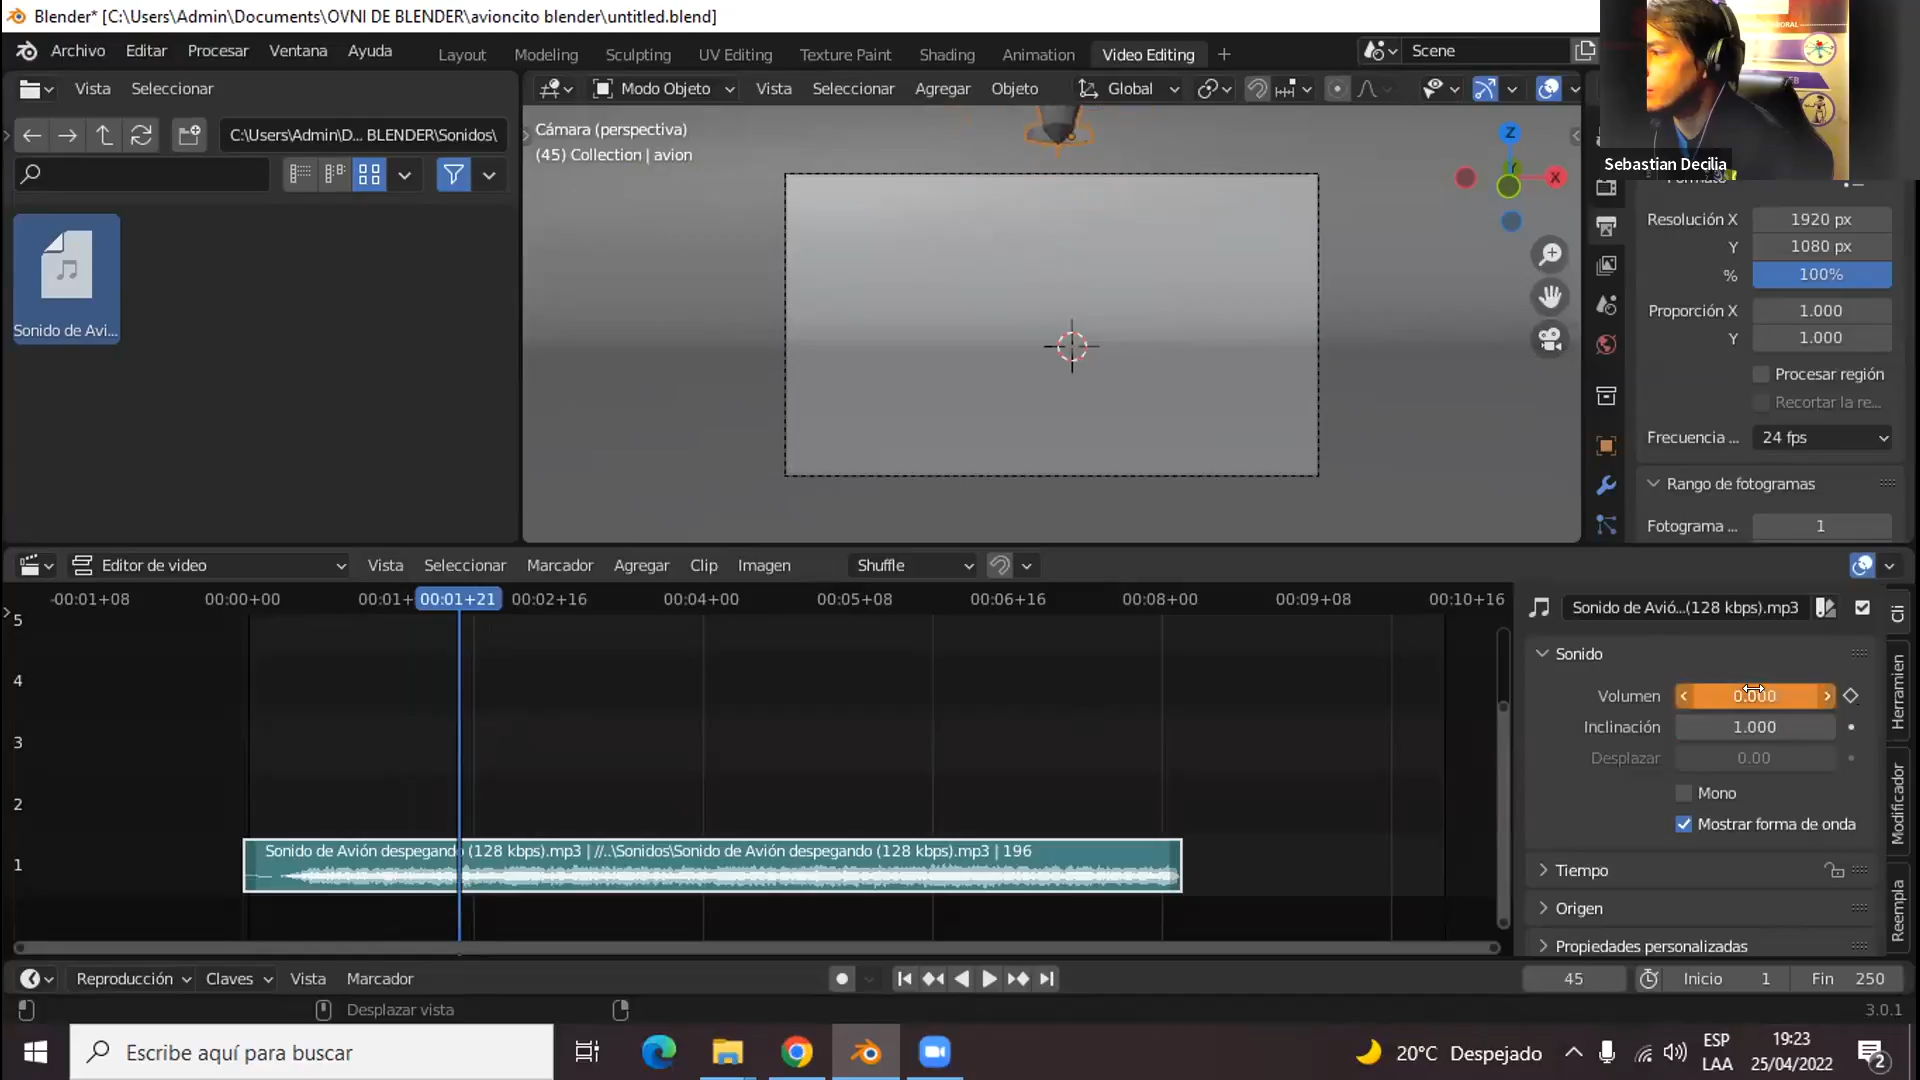 Blender* [C:\Users\Admin\Documents\OVNI DE BLENDER\avioncito blender\untitled.blend]
Archivo Editar Procesar Ventana Ayuda
Layout Modeling Sculpting UV Editing Texture Paint Shading Animation Video Editing +
Scene
Vista Seleccionar
Modo Objeto Vista Seleccionar Agregar Objeto Global
C:\Users\Admin\D... BLENDER\Sonidos\
Cámara (perspectiva)
(45) Collection | avion
Z
X
Sebastian Decilia
Sonido de Avi...
Resolución X 1920 px
Y 1080 px
% 100%
Proporción X 1.000
Y 1.000
Procesar región
Recortar la re...
Frecuencia ... 24 fps
Rango de fotogramas
Fotograma ... 1
Editor de video Vista Seleccionar Marcador Agregar Clip Imagen Shuffle
-00:01+08 00:00+00 00:01+ 00:01+21 00:02+16 00:04+00 00:05+08 00:06+16 00:08+00 00:09+08 00:10+16
5
4
3
2
1
Sonido de Avión despegando (128 kbps).mp3 | //..\Sonidos\Sonido de Avión despegando (128 kbps).mp3 | 196
Sonido de Avió...(128 kbps).mp3
Sonido
Volumen 0.000
Inclinación 1.000
Desplazar 0.00
Mono
Mostrar forma de onda
Tiempo
Origen
Propiedades personalizadas
Cli
Herramien
Modificador
Reempla
Reproducción Claves Vista Marcador
45 Inicio 1 Fin 250
Desplazar vista
3.0.1
Escribe aquí para buscar
20°C Despejado
ESP
LAA
19:23
25/04/2022
2